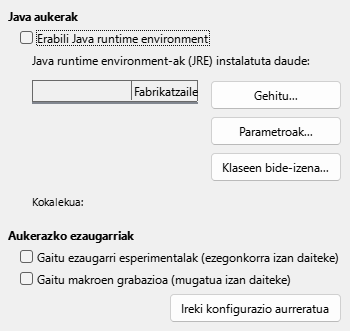 Java aukerak
Erabili Java runtime environment
Java runtime environment-ak (JRE) instalatuta daude:
Fabrikatzaile
Gehitu...
Parametroak...
Klaseen bide-izena...
Kokalekua:
Aukerazko ezaugarriak
Gaitu ezaugarri esperimentalak (ezegonkorra izan daiteke)
Gaitu makroen grabazioa (mugatua izan daiteke)
Ireki konfigurazio aurreratua